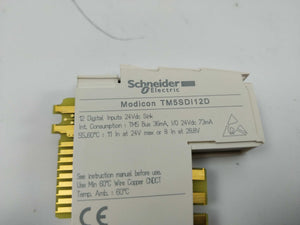 Schneider
Electric
Modicon TM5SDI12D
12 Digital Inputs 24Vdc Sink
Int. Consumption : TM5 Bus 36mA, I/O 24Vdc 73mA
55..60°C : 11 In at 24V max or 8 In at 28.8V
See instruction manual before use.
Use Min 60°C Wire Copper CNDCT
Temp. Amb. : 60°C
CE